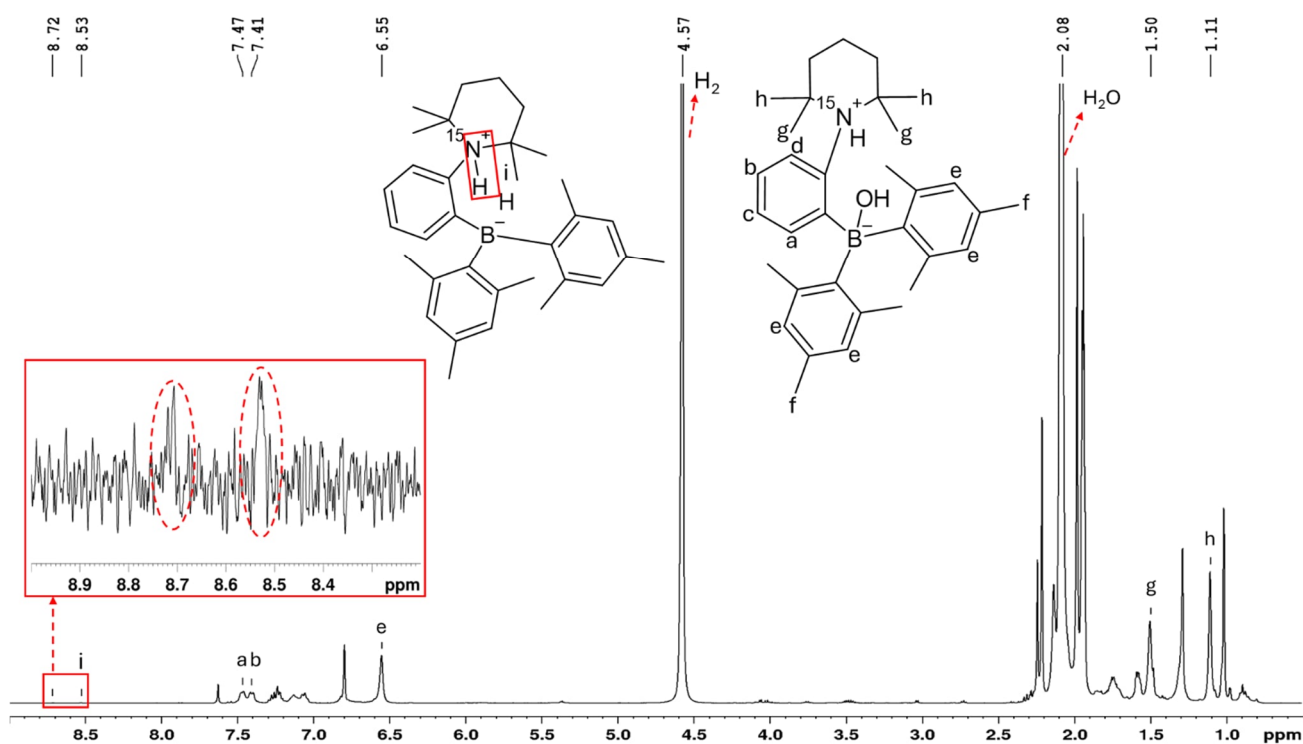 8.72
8.53
7.47
7.41
6.55
4.57
2.08
1.50
1.11
H2
15
N
+
H
i
H
B
−
h
15
N
+
h
g
H
g
d
b
c
a
OH
B
−
e
f
e
e
e
f
H2O
8.9 8.8 8.7 8.6 8.5 8.4 ppm
i
a b
e
g
h
8.5 8.0 7.5 7.0 6.5 6.0 5.5 5.0 4.5 4.0 3.5 3.0 2.5 2.0 1.50 1.0 ppm